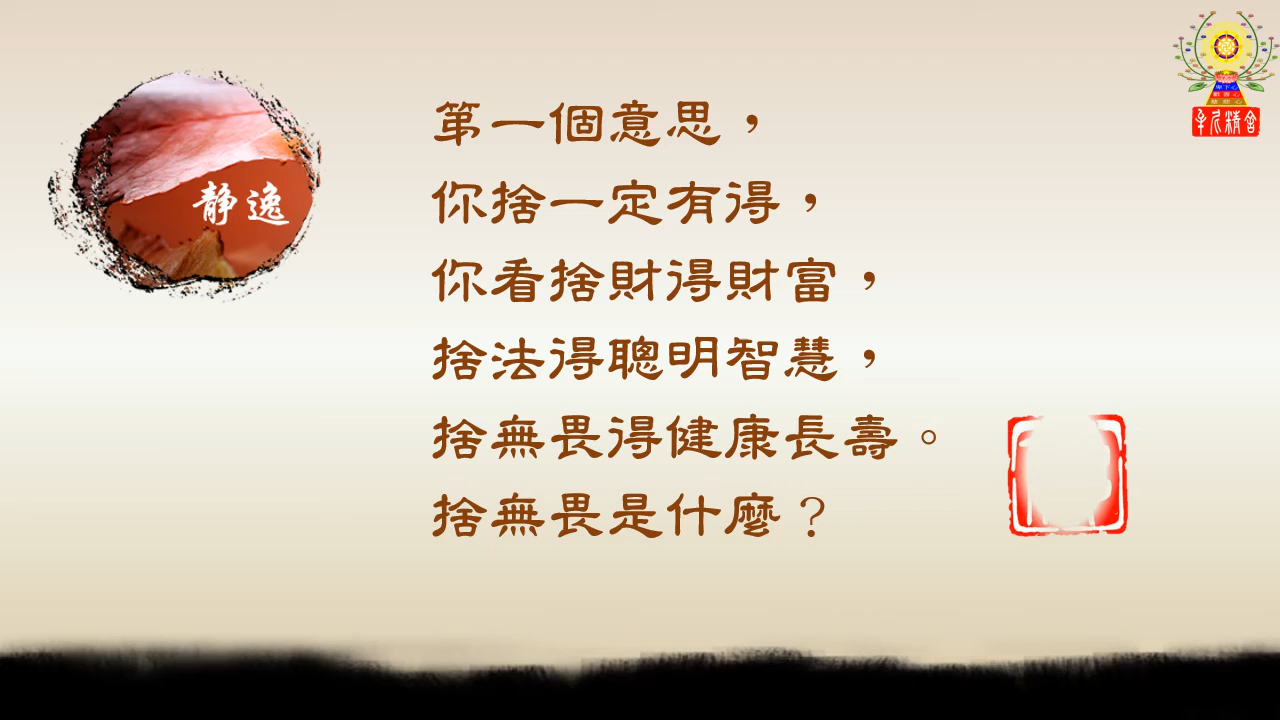 静逸
第一個意思，
你捨一定有得，
你看捨財得財富，
捨法得聰明智慧，
捨無畏得健康長壽。
捨無畏是什麼？